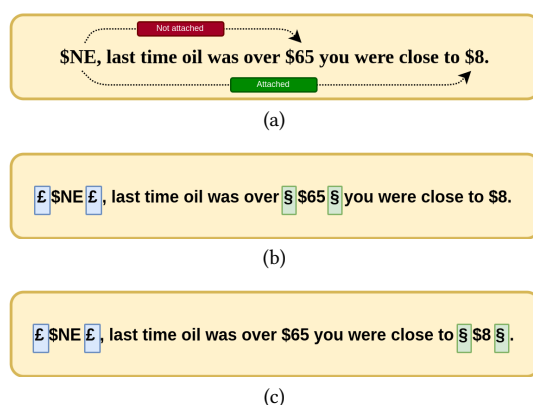 Not attached
$NE, last time oil was over $65 you were close to $8.
Attached
(a)
£ $NE £ , last time oil was over § $65 § you were close to $8.
(b)
£ $NE £ , last time oil was over $65 you were close to § $8 § .
(c)